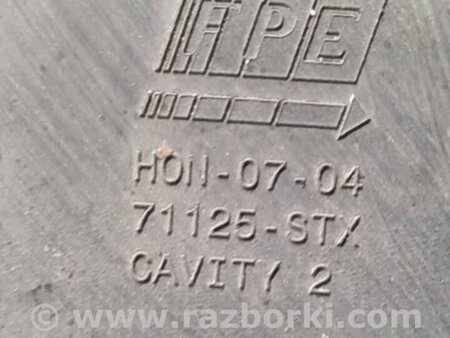 FPE
HON-07-04
71125-STX
CAVITY 2
www.razborki.com